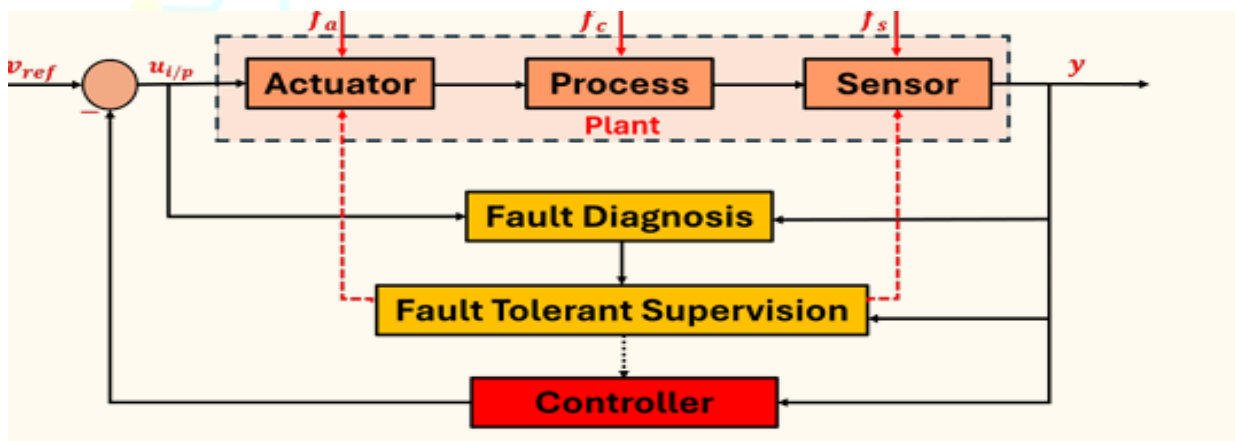 f_a f_c f_s
v_ref u_i/p Actuator Process Sensor y
−
Plant
Fault Diagnosis
Fault Tolerant Supervision
Controller